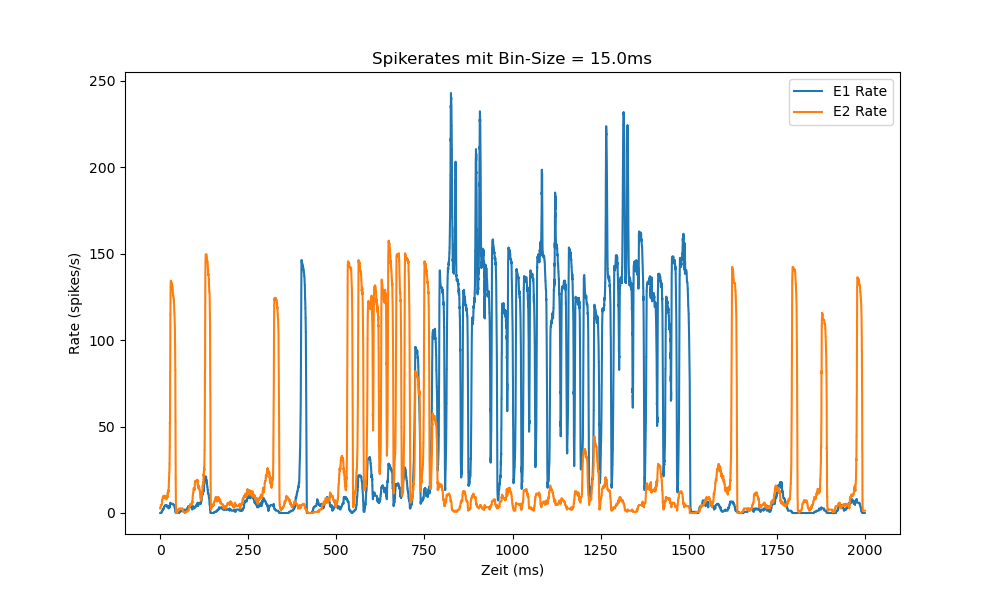 Spikerates mit Bin-Size = 15.0ms
E1 Rate
E2 Rate
250
200
150
100
50
0
Rate (spikes/s)
0 250 500 750 1000 1250 1500 1750 2000
Zeit (ms)